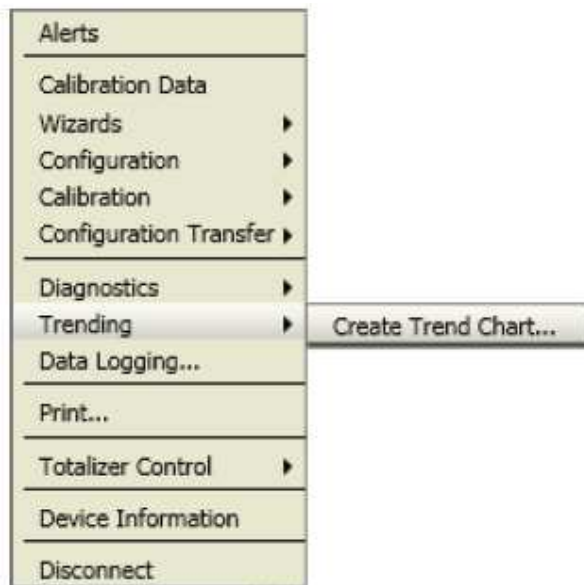 Alerts
Calibration Data
Wizards
Configuration
Calibration
Configuration Transfer
Diagnostics
Trending
Create Trend Chart...
Data Logging...
Print...
Totalizer Control
Device Information
Disconnect